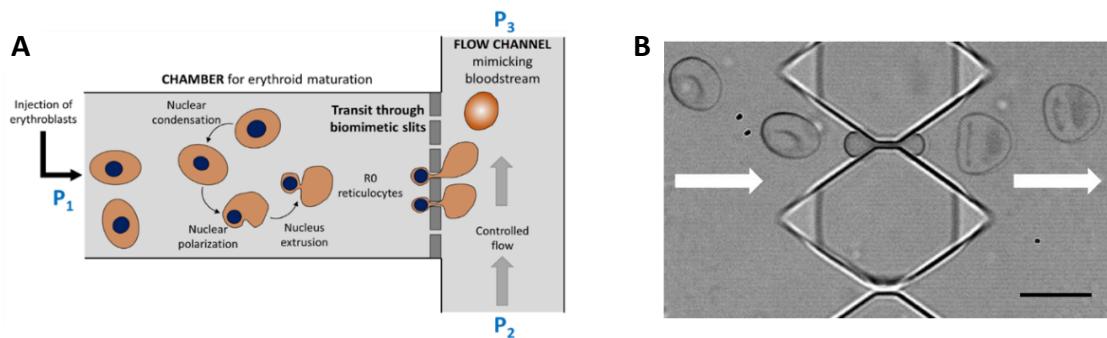 A
P3
FLOW CHANNEL
mimicking
bloodstream
CHAMBER for erythroid maturation
Injection of
erythroblasts
Nuclear
condensation
Transit through
biomimetic slits
P1
R0
reticulocytes
Nuclear
polarization
Nucleus
extrusion
Controlled
flow
P2
B